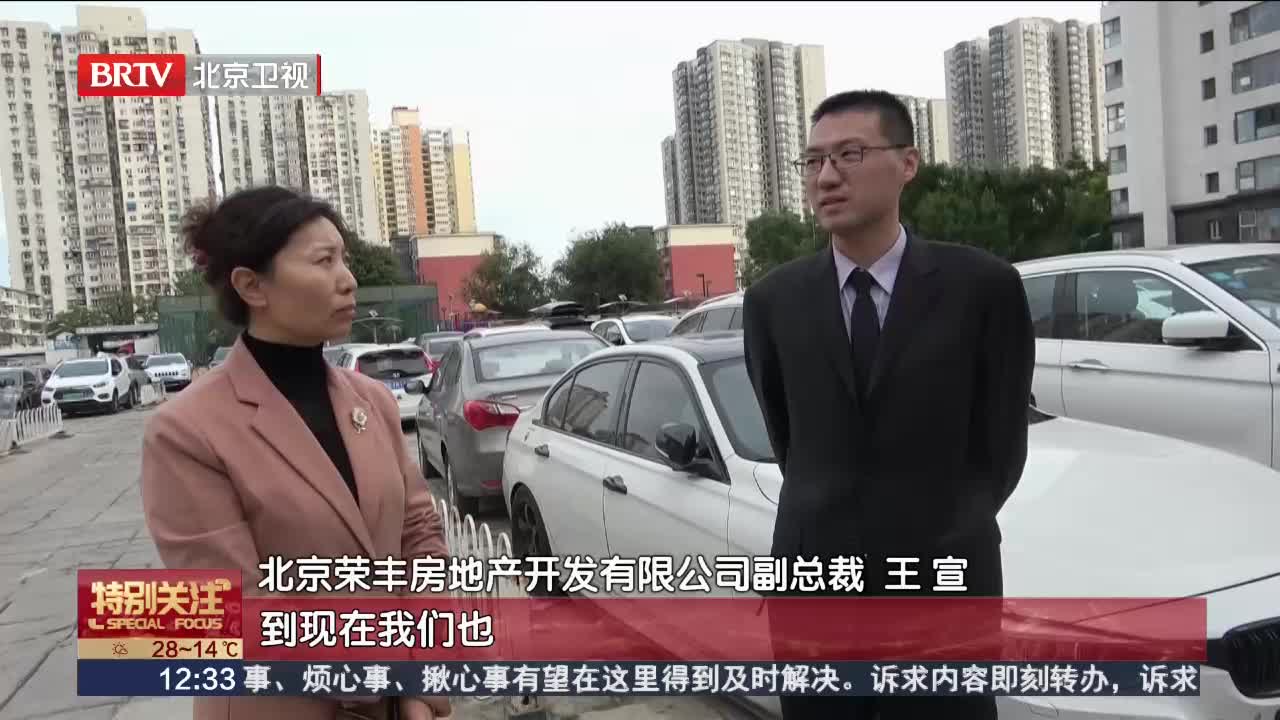 BRTV 北京卫视
北京荣丰房地产开发有限公司副总裁 王 宣
特别关注
SPECIAL FOCUS
到现在我们也
28~14℃
12:33 事、烦心事、揪心事有望在这里得到及时解决。诉求内容即刻转办，诉求